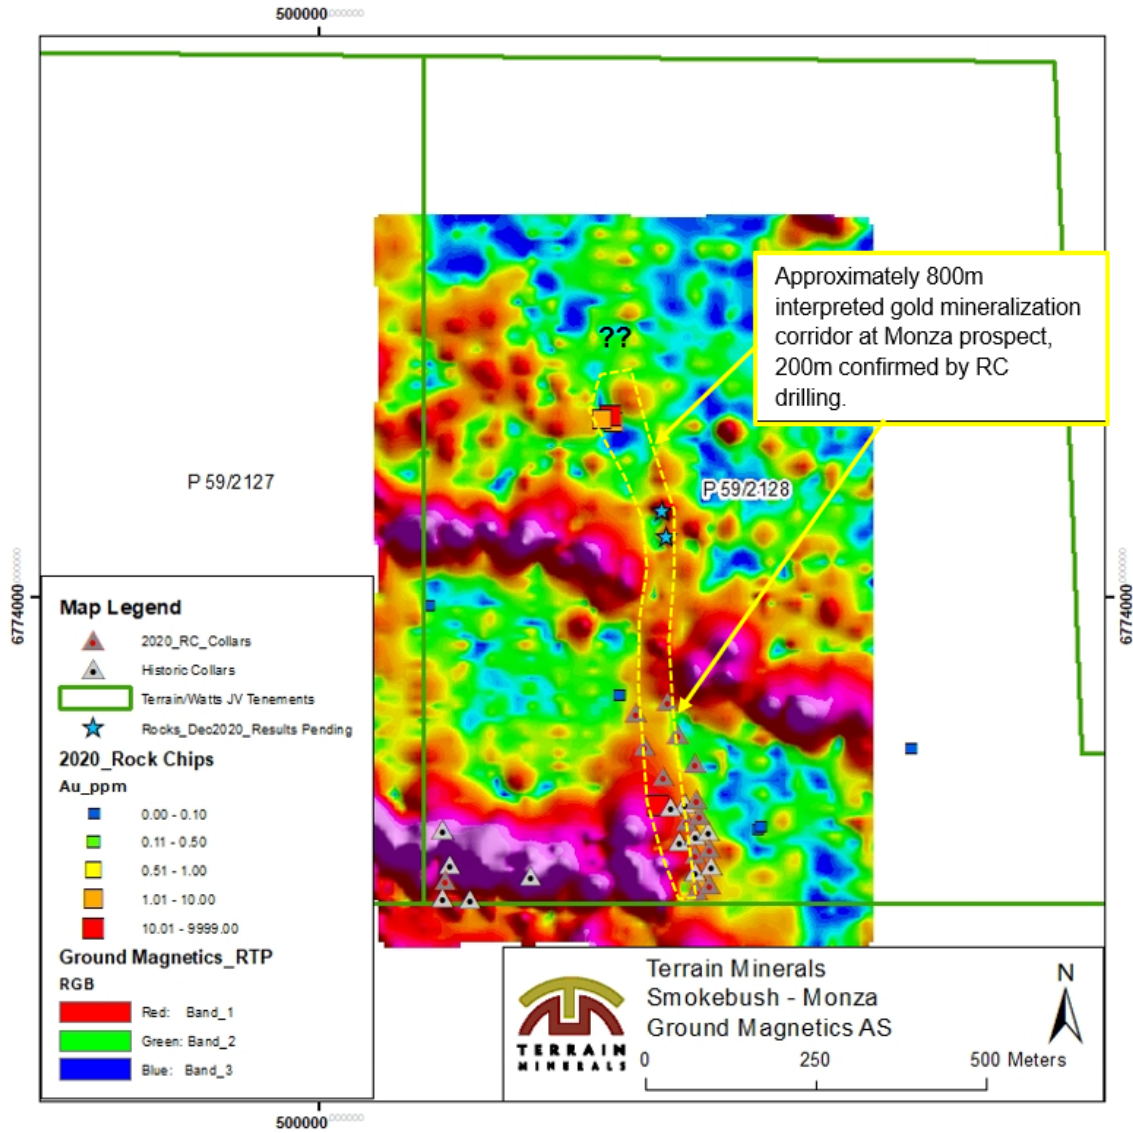 500000.000000
Approximately 800m
interpreted gold mineralization
corridor at Monza prospect,
200m confirmed by RC
drilling.
??
P 59/2127
P 59/2128
6774000.000000
6774000.000000
Map Legend
2020_RC_Collars
Historic Collars
Terrain/Watts JV Tenements
Rocks_Dec2020_Results Pending
2020_Rock Chips
Au_ppm
0.00 - 0.10
0.11 - 0.50
0.51 - 1.00
1.01 - 10.00
10.01 - 9999.00
Ground Magnetics_RTP
RGB
Red: Band_1
Green: Band_2
Blue: Band_3
TERRAIN
MINERALS
Terrain Minerals
Smokebush - Monza
Ground Magnetics AS
N
0 250 500 Meters
500000.000000